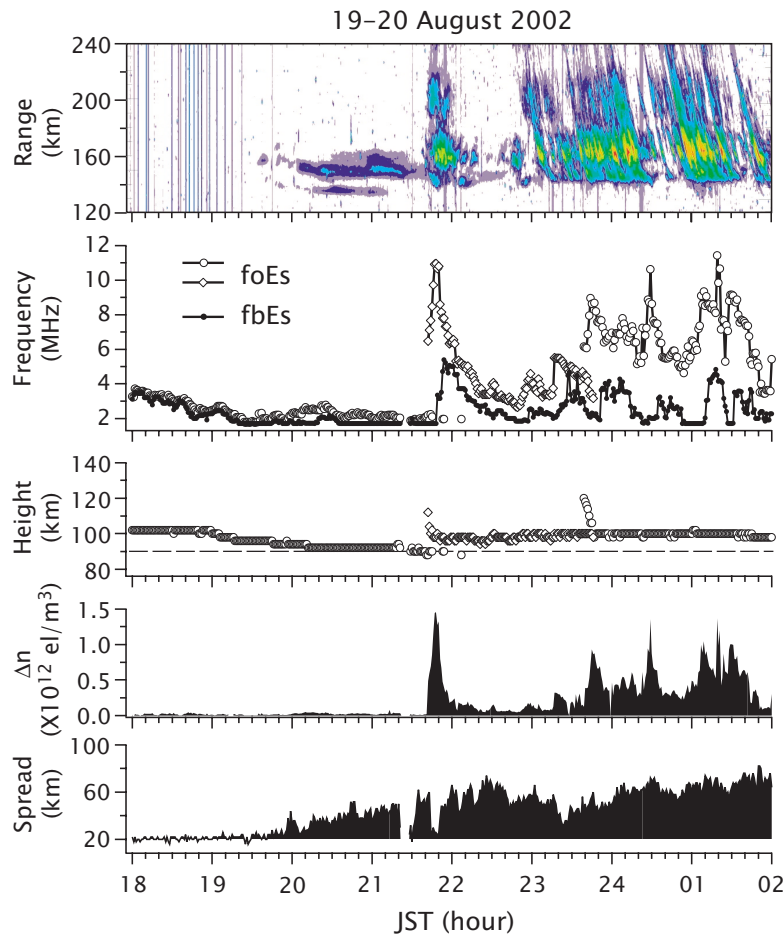 19–20 August 2002
Range
(km)
240
200
160
120
Frequency
(MHz)
12
10
8
6
4
2
foEs
fbEs
Height
(km)
140
120
100
80
Δn
(X10¹² el/m³)
1.5
1.0
0.5
0.0
Spread
(km)
100
60
20
18 19 20 21 22 23 24 01 02
JST (hour)